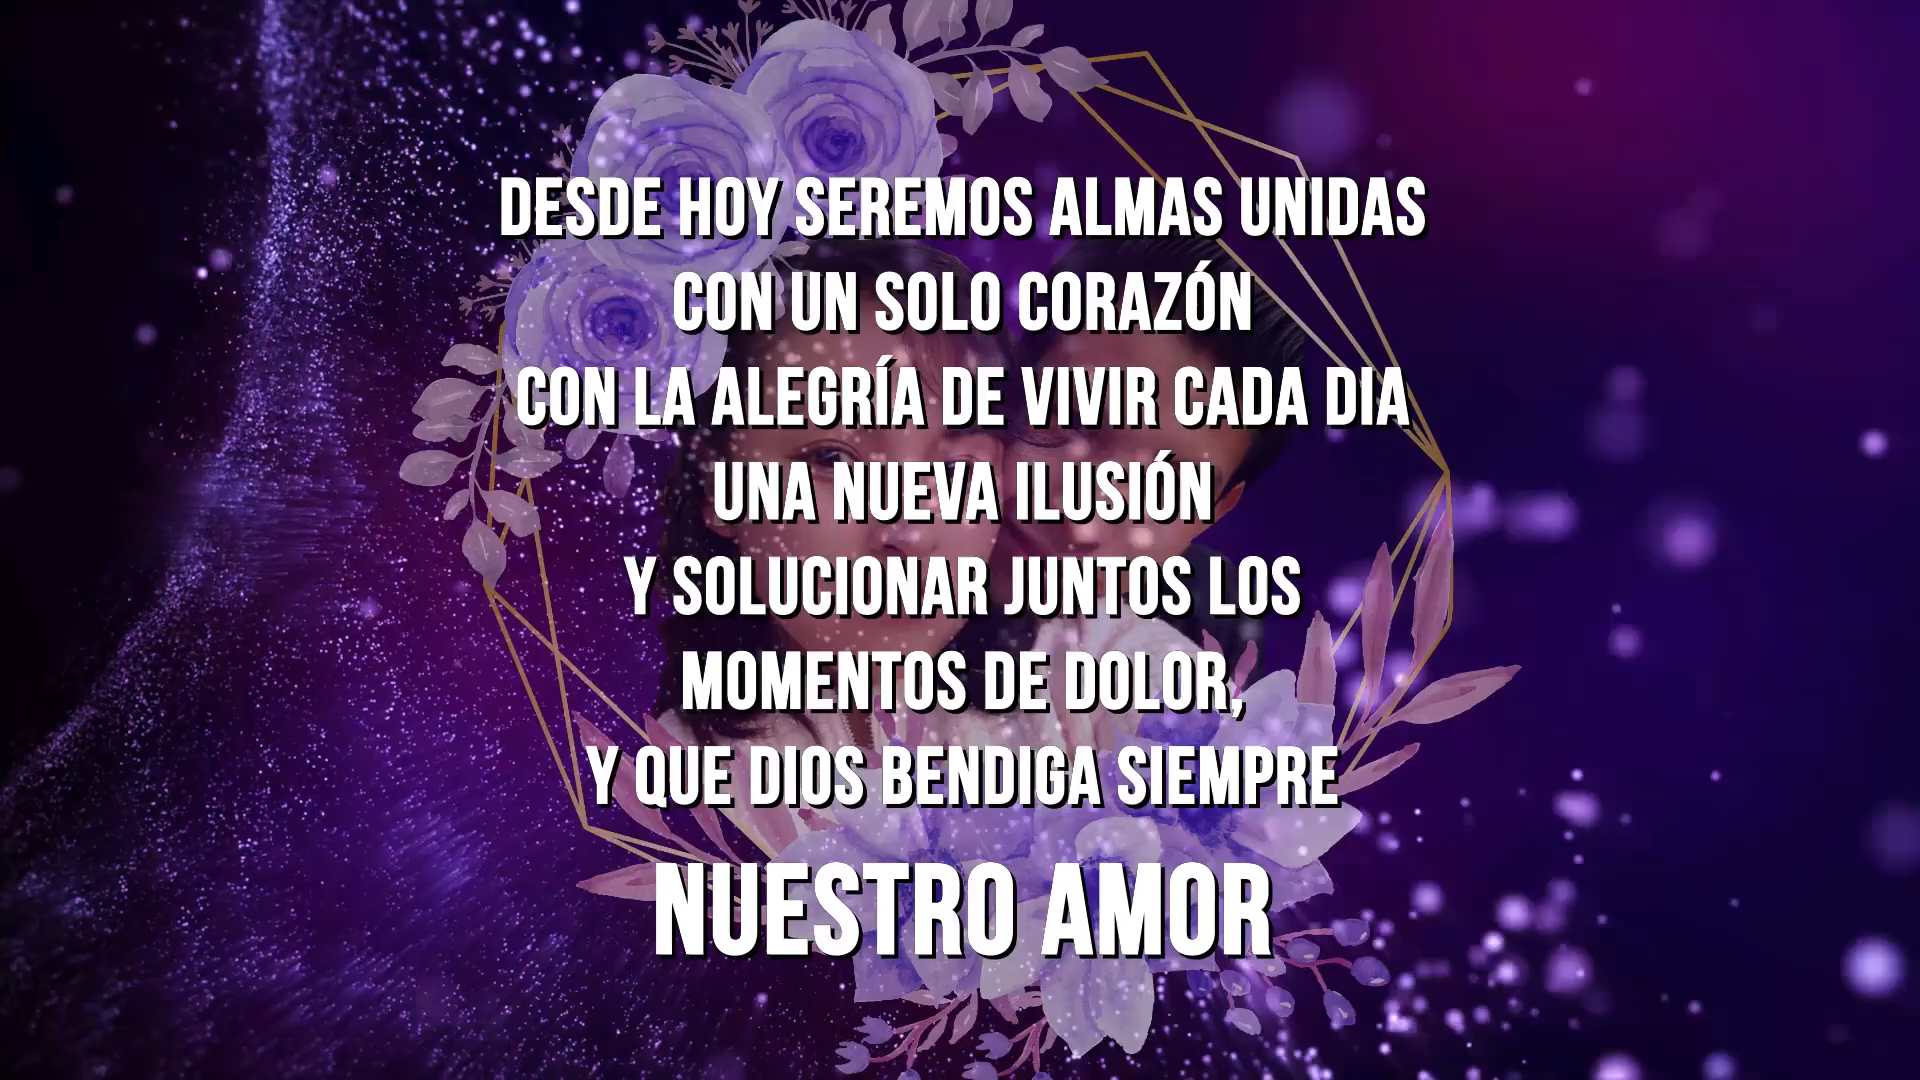 DESDE HOY SEREMOS ALMAS UNIDAS
CON UN SOLO CORAZÓN
CON LA ALEGRÍA DE VIVIR CADA DIA
UNA NUEVA ILUSIÓN
Y SOLUCIONAR JUNTOS LOS
MOMENTOS DE DOLOR,
Y QUE DIOS BENDIGA SIEMPRE
NUESTRO AMOR